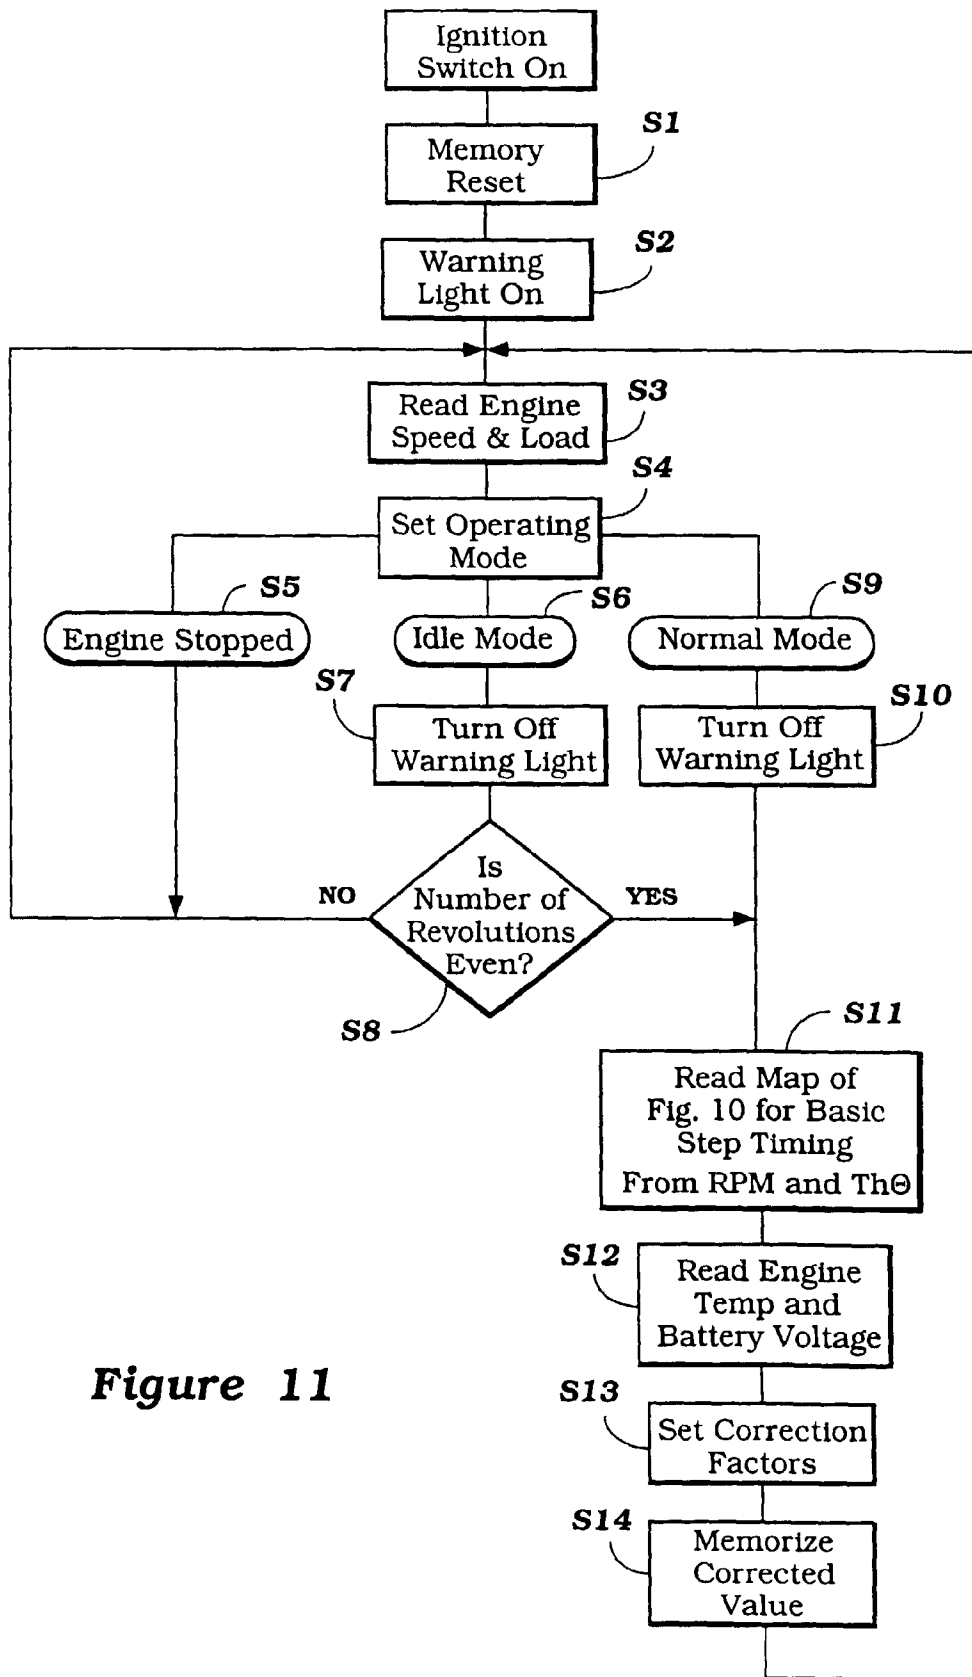 Ignition
Switch On
S1
Memory
Reset
S2
Warning
Light On
S3
Read Engine
Speed & Load
S4
Set Operating
Mode
S5
Engine Stopped
S6
Idle Mode
S9
Normal Mode
S7
Turn Off
Warning Light
S10
Turn Off
Warning Light
NO
Is
Number of
Revolutions
Even?
YES
S8
S11
Read Map of
Fig. 10 for Basic
Step Timing
From RPM and ThΘ
S12
Read Engine
Temp and
Battery Voltage
Figure 11
S13
Set Correction
Factors
S14
Memorize
Corrected
Value